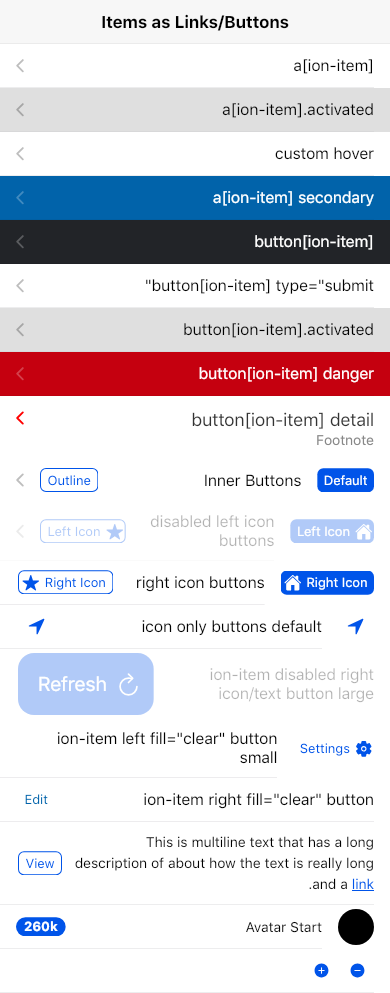 Items as Links/Buttons
a[ion-item]
a[ion-item].activated
custom hover
a[ion-item] secondary
button[ion-item]
"button[ion-item] type="submit
button[ion-item].activated
button[ion-item] danger
button[ion-item] detail
Footnote
Outline Inner Buttons Default
Left Icon disabled left icon buttons Left Icon
Right Icon right icon buttons Right Icon
icon only buttons default
Refresh ion-item disabled right icon/text button large
ion-item left fill="clear" button small Settings
Edit ion-item right fill="clear" button
This is multiline text that has a long
View description of about how the text is really long
.and a link
260k Avatar Start